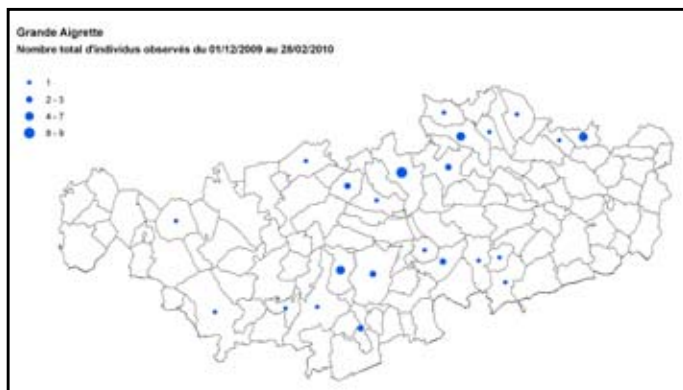 Grande Aigrette
Nombre total d'individus observés du 01/12/2009 au 28/02/2010
1
2 - 3
4 - 7
8 - 9